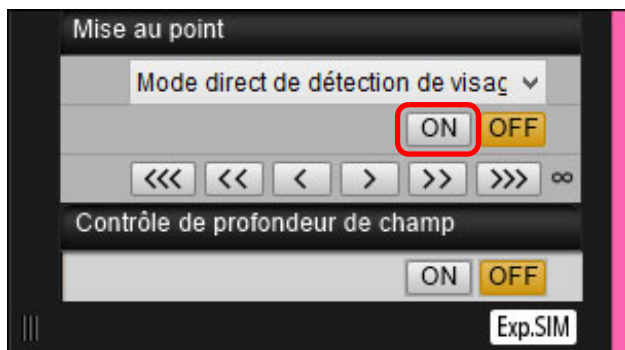 Mise au point
Mode direct de détection de visaç
ON OFF
<<< << < > >> >>> ∞
Contrôle de profondeur de champ
ON OFF
Exp.SIM